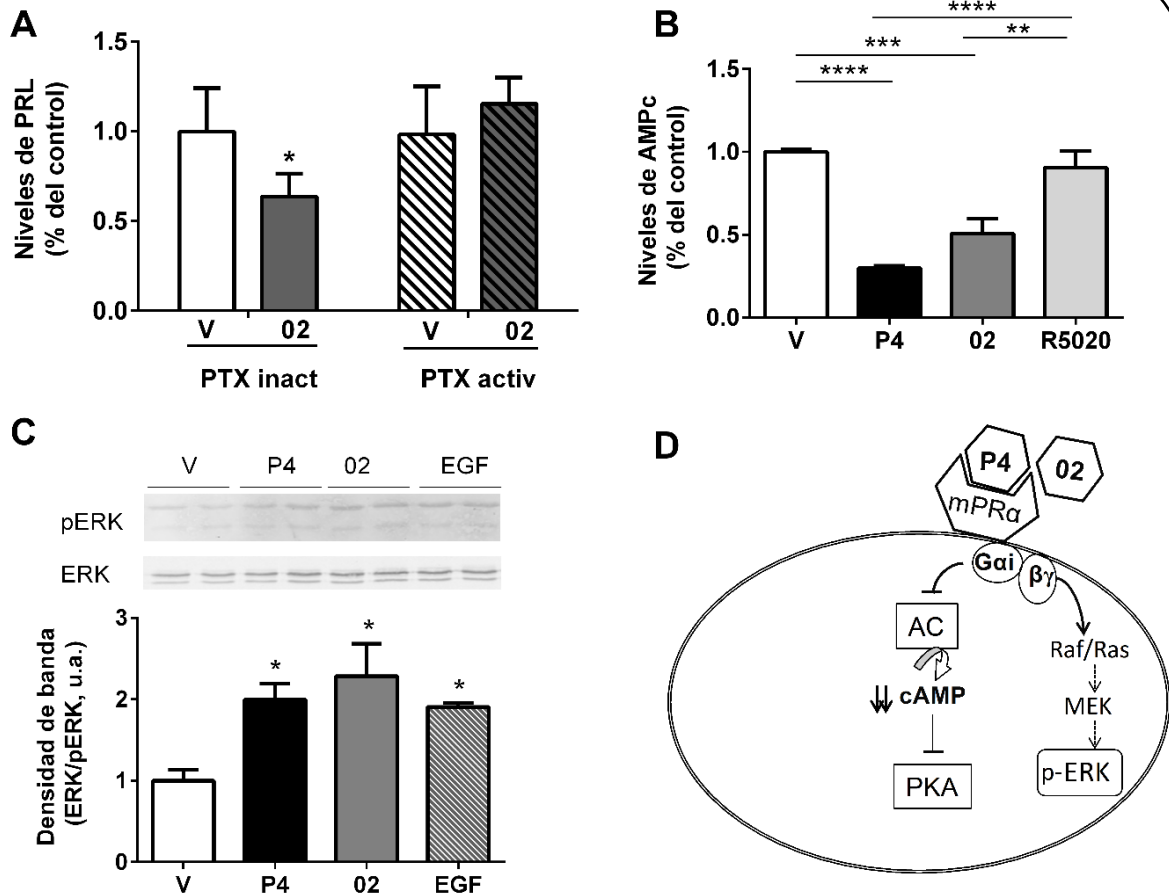 A
Niveles de PRL
(% del control)
1.5
1.0
0.5
0.0
*
V 02 V 02
PTX inact PTX activ
B
Niveles de AMPc
(% del control)
****
*** **
****
1.5
1.0
0.5
0.0
V P4 02 R5020
C
V P4 02 EGF
pERK
ERK
Densidad de banda
(ERK/pERK, u.a.)
3
2
1
0
* * *
V P4 02 EGF
D
P4 02
mPRα
Gαi βγ
AC
Raf/Ras
cAMP
MEK
PKA
p-ERK